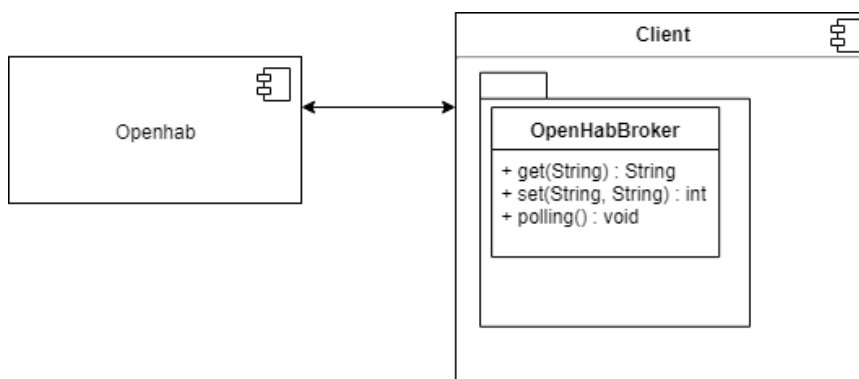 Openhab
Client
OpenHabBroker
+ get(String) : String
+ set(String, String) : int
+ polling() : void